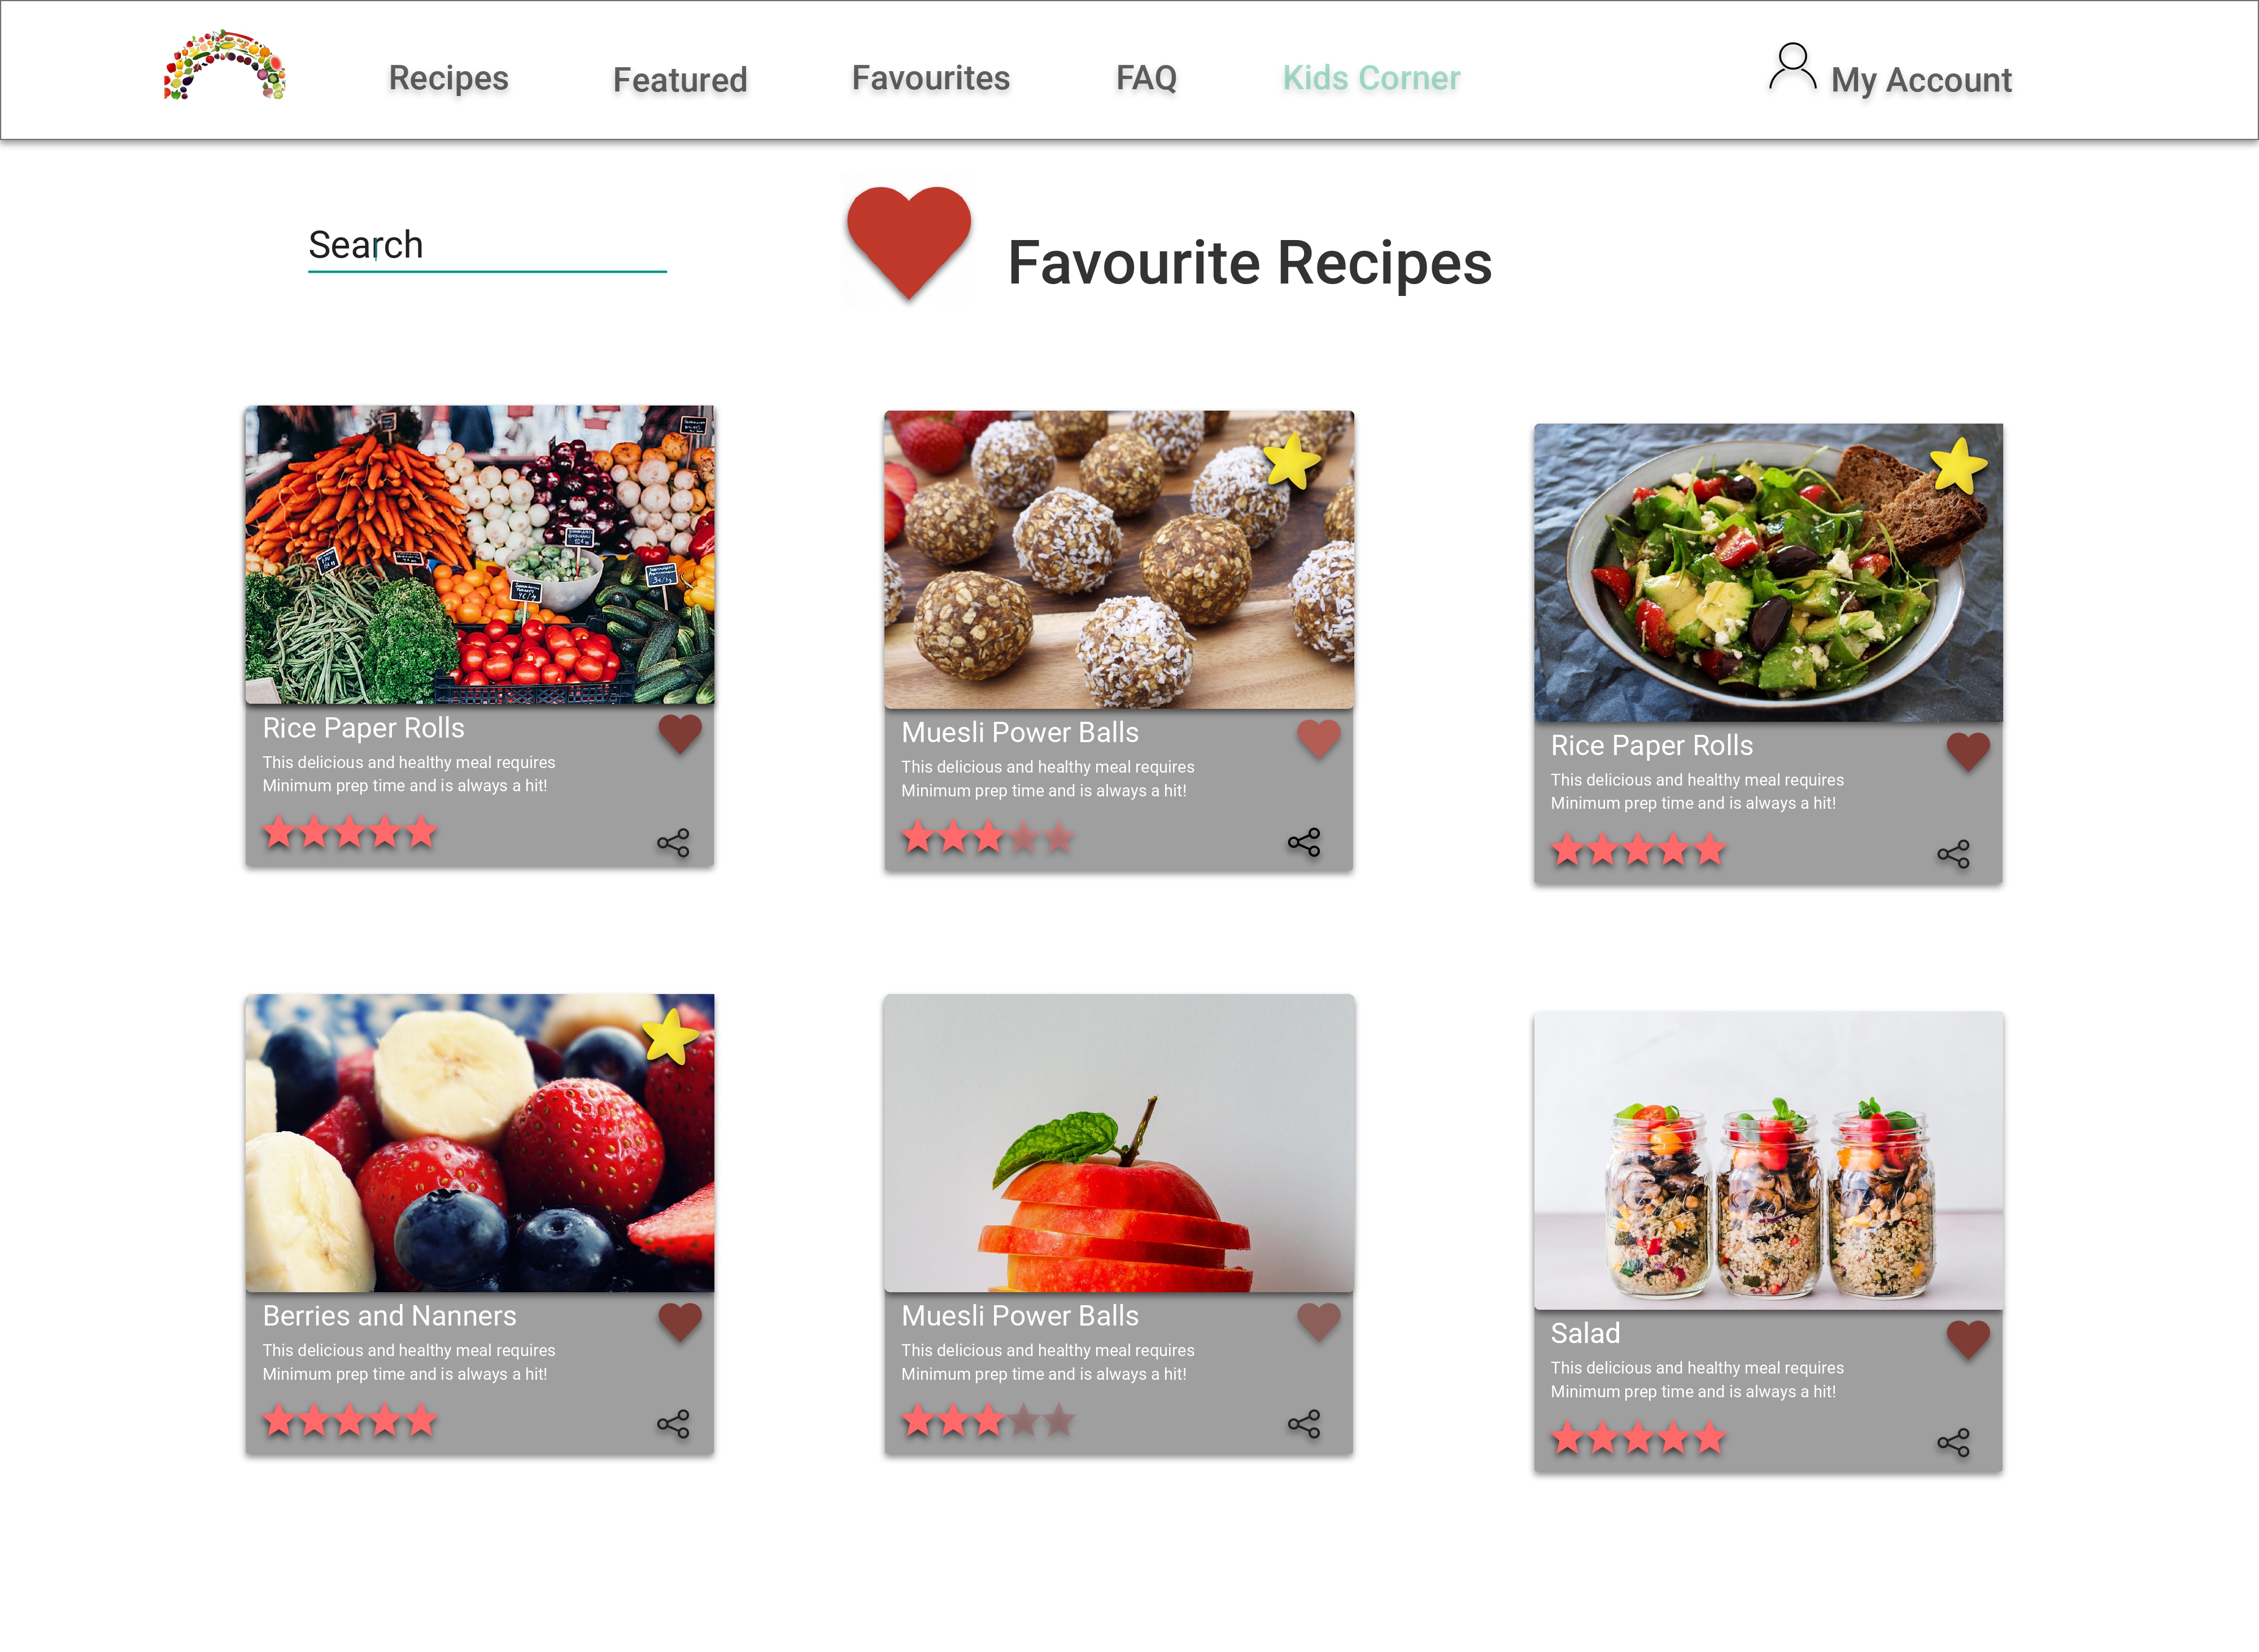 Recipes
Featured
Favourites
FAQ
Kids Corner
My Account
Search
Favourite Recipes
Rice Paper Rolls
This delicious and healthy meal requires
Minimum prep time and is always a hit!
Muesli Power Balls
This delicious and healthy meal requires
Minimum prep time and is always a hit!
Rice Paper Rolls
This delicious and healthy meal requires
Minimum prep time and is always a hit!
Berries and Nanners
This delicious and healthy meal requires
Minimum prep time and is always a hit!
Muesli Power Balls
This delicious and healthy meal requires
Minimum prep time and is always a hit!
Salad
This delicious and healthy meal requires
Minimum prep time and is always a hit!